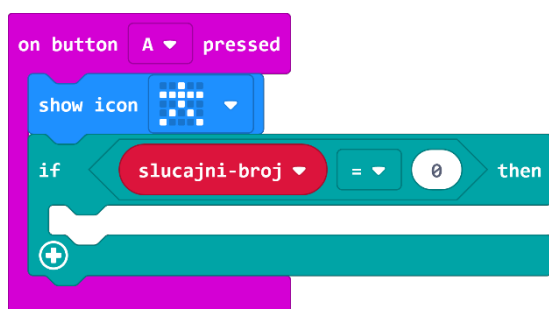 on button A pressed
show icon
if slucajni-broj = 0 then